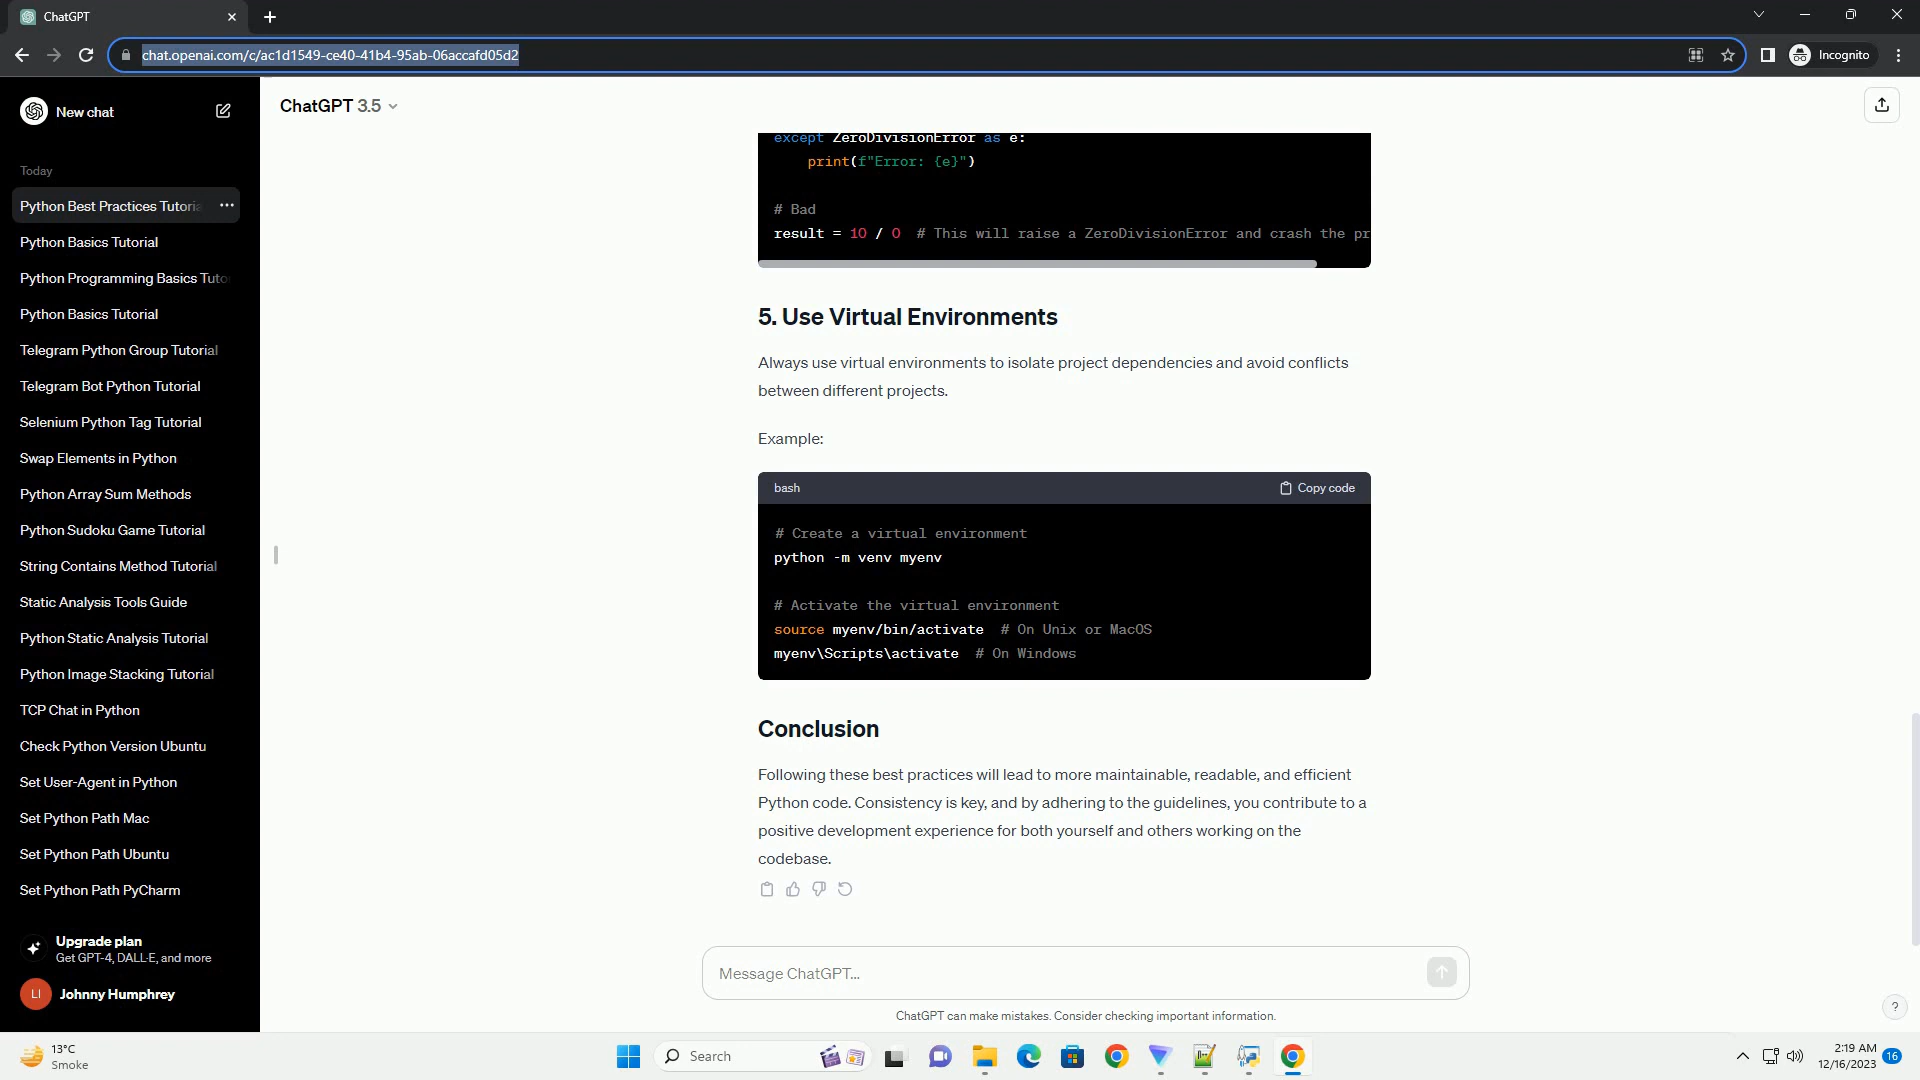 ChatGPT
chat.openai.com/c/ac1d1549-ce40-41b4-95ab-06accafd05d2
Incognito
New chat
Today
Python Best Practices Tutoria
Python Basics Tutorial
Python Programming Basics Tuto
Python Basics Tutorial
Telegram Python Group Tutorial
Telegram Bot Python Tutorial
Selenium Python Tag Tutorial
Swap Elements in Python
Python Array Sum Methods
Python Sudoku Game Tutorial
String Contains Method Tutorial
Static Analysis Tools Guide
Python Static Analysis Tutorial
Python Image Stacking Tutorial
TCP Chat in Python
Check Python Version Ubuntu
Set User-Agent in Python
Set Python Path Mac
Set Python Path Ubuntu
Set Python Path PyCharm
Upgrade plan
Get GPT-4, DALL·E, and more
LI
Johnny Humphrey
ChatGPT 3.5
except ZeroDivisionError as e:
print(f"Error: {e}")
# Bad
result = 10 / 0  # This will raise a ZeroDivisionError and crash the pr
5. Use Virtual Environments
Always use virtual environments to isolate project dependencies and avoid conflicts
between different projects.
Example:
bash
Copy code
# Create a virtual environment
python -m venv myenv
# Activate the virtual environment
source myenv/bin/activate  # On Unix or MacOS
myenv\Scripts\activate  # On Windows
Conclusion
Following these best practices will lead to more maintainable, readable, and efficient
Python code. Consistency is key, and by adhering to the guidelines, you contribute to a
positive development experience for both yourself and others working on the
codebase.
Message ChatGPT...
ChatGPT can make mistakes. Consider checking important information.
?
13°C
Smoke
Search
2:19 AM
12/16/2023
16